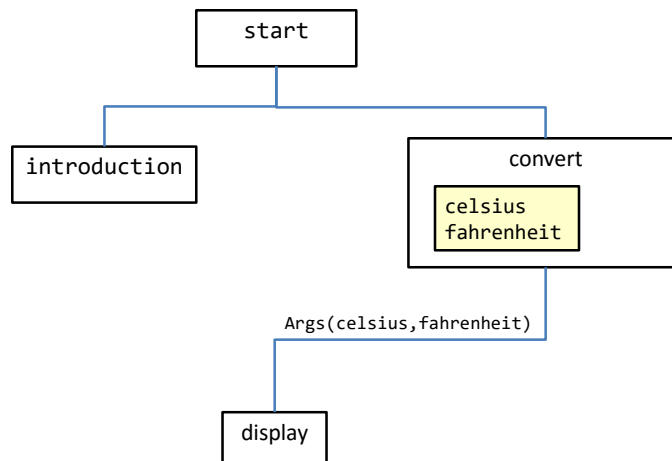 start
introduction
convert
celsius
fahrenheit
Args(celsius,fahrenheit)
display